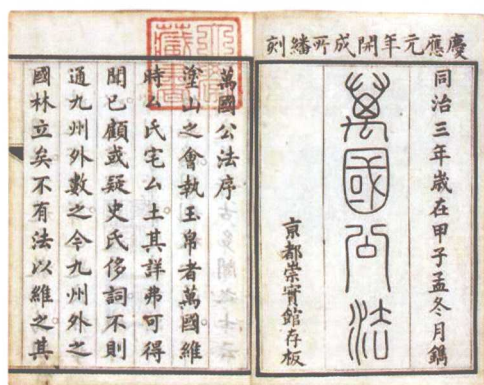 慶應元年開成所繙刻
同治三年歲在甲子孟冬月鐫
萬國公法
京都崇實館存板
萬國公法序
塗山之會執玉帛者萬國維
時厶氏宅厶土其詳弗可得
聞已顧或疑史氏侈詞不則
通九州外數之今九州外之
國林立矣不有法以維之其